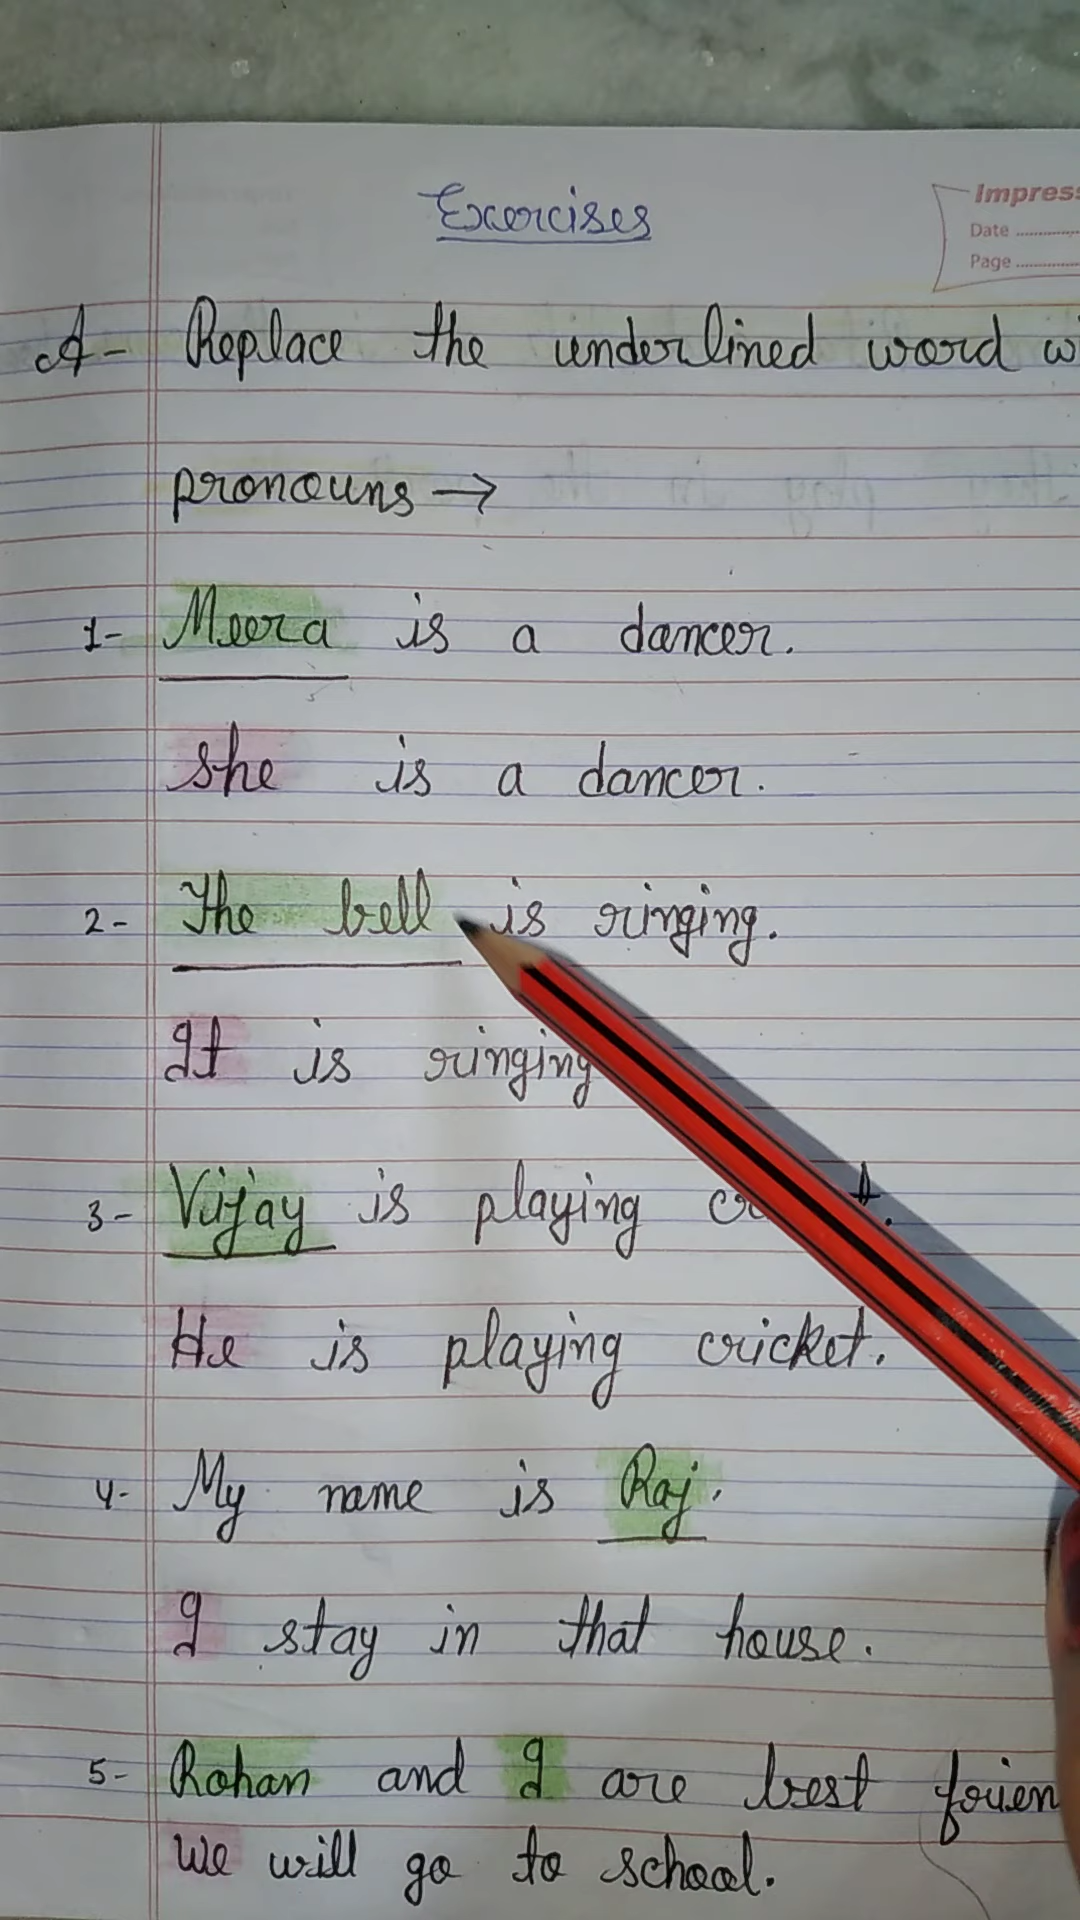 Impress
Date
Page
Exercises
A- Replace the underlined word
pronouns →
1- Meera is a dancer.
she is a dancer.
2- The bell is ringing.
It is ringing
3- Vijay is playing
He is playing cricket.
4- My name is Raj.
I stay in that house.
5- Rohan and I are best
We will go to school.